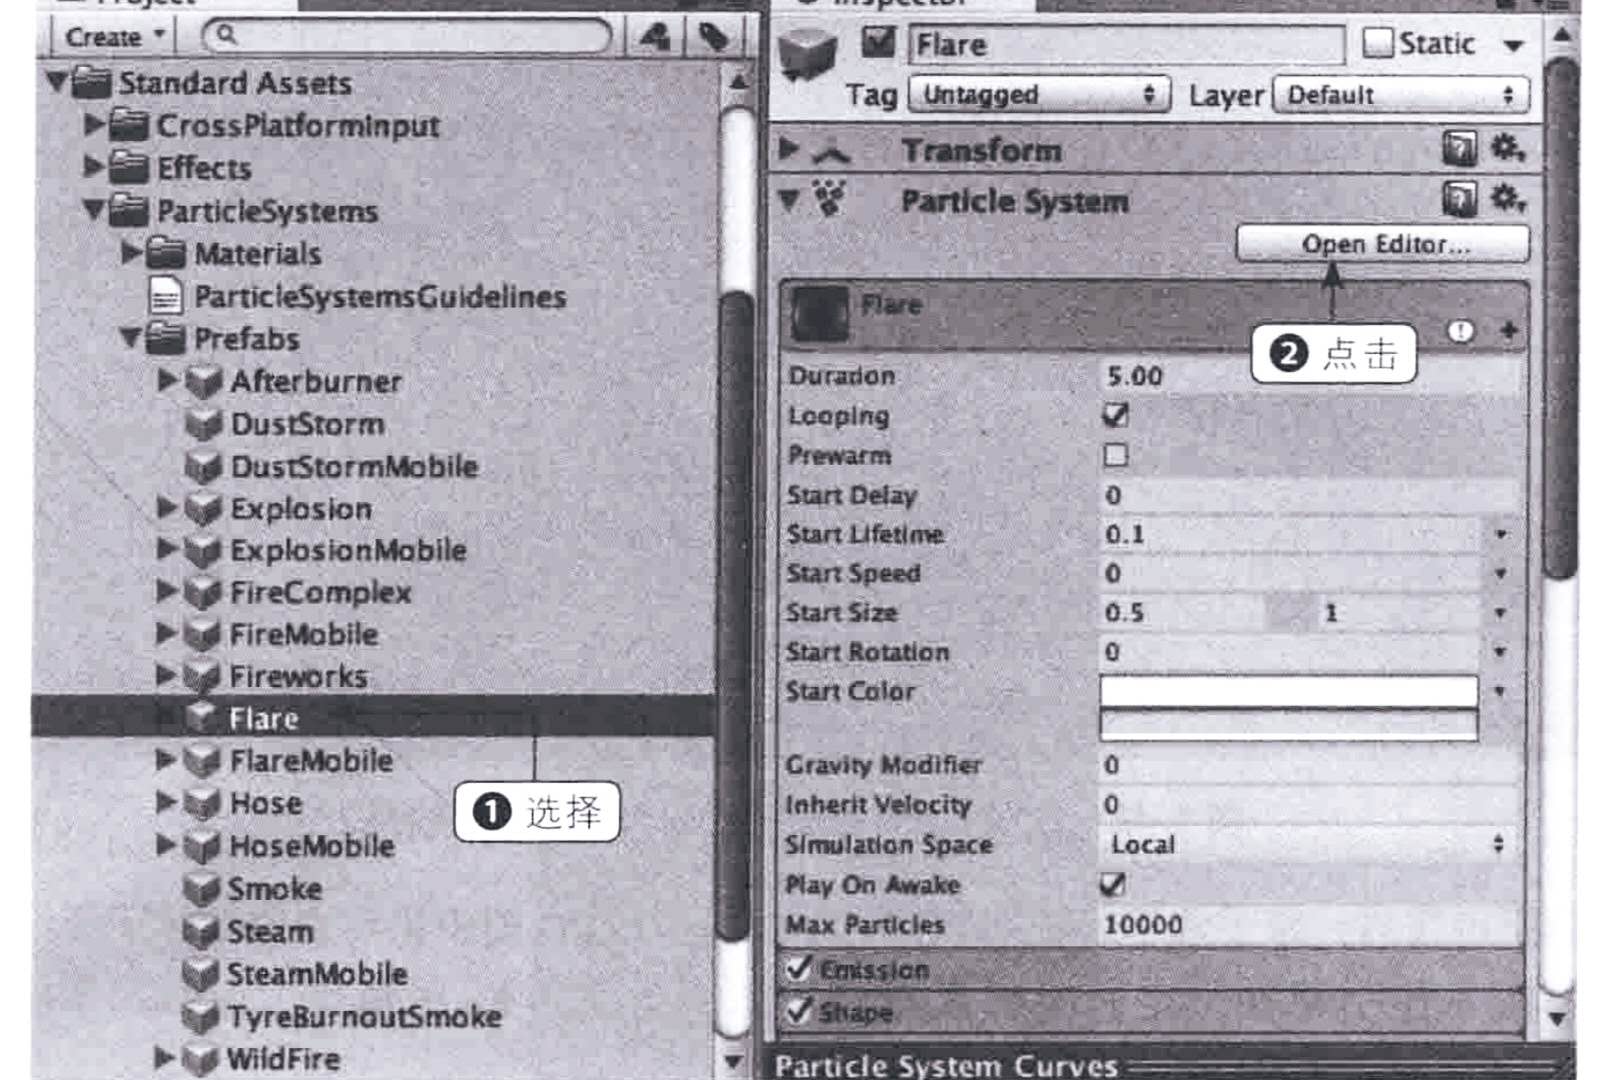 Project
Create
Standard Assets
CrossPlatformInput
Effects
ParticleSystems
Materials
ParticleSystemsGuidelines
Prefabs
Afterburner
DustStorm
DustStormMobile
Explosion
ExplosionMobile
FireComplex
FireMobile
Fireworks
Flare
FlareMobile
Hose
HoseMobile
Smoke
Steam
SteamMobile
TyreBurnoutSmoke
WildFire
❶ 选择
Inspector
Flare Static
Tag Untagged Layer Default
Transform
Particle System
Open Editor...
Flare
❷ 点击
Duration 5.00
Looping
Prewarm
Start Delay 0
Start Lifetime 0.1
Start Speed 0
Start Size 0.5 1
Start Rotation 0
Start Color
Gravity Modifier 0
Inherit Velocity 0
Simulation Space Local
Play On Awake
Max Particles 10000
Emission
Shape
Particle System Curves